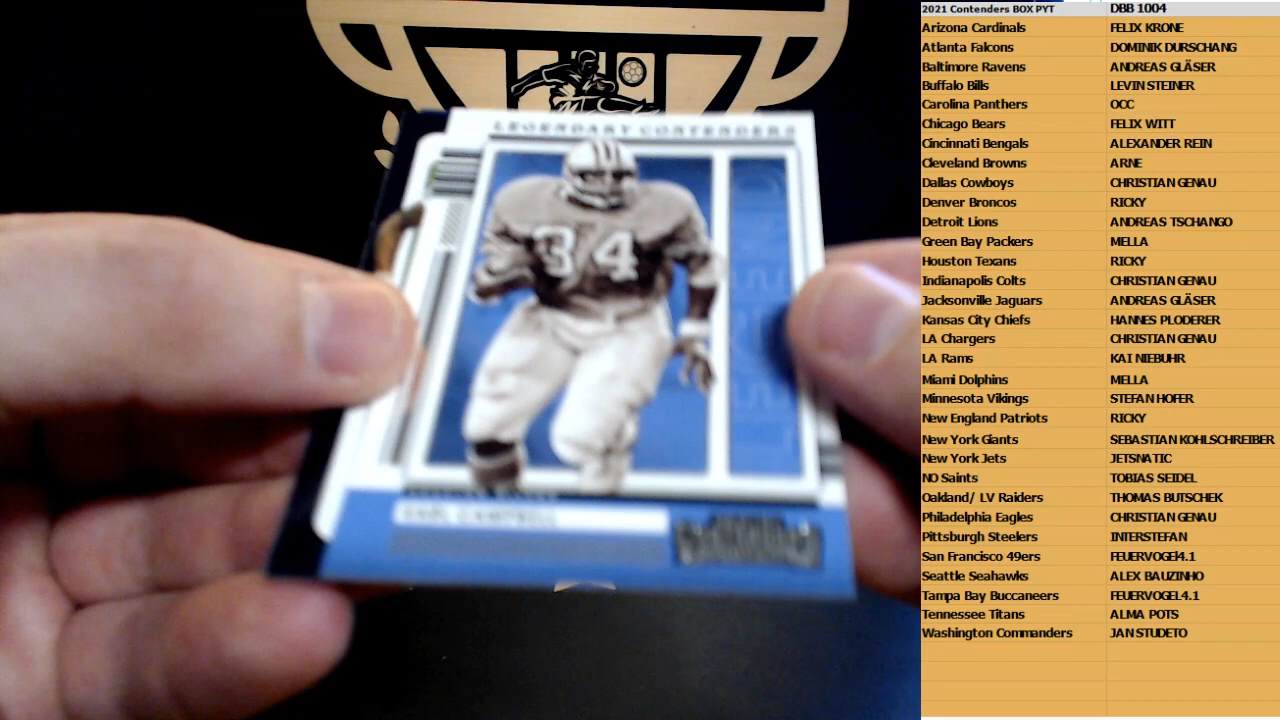 LEGENDARY CONTENDERS
34
EARL CAMPBELL
2021 Contenders BOX PYT DBB 1004
Arizona Cardinals FELIX KRONE
Atlanta Falcons DOMINIK DURSCHANG
Baltimore Ravens ANDREAS GLÄSER
Buffalo Bills LEVIN STEINER
Carolina Panthers OCC
Chicago Bears FELIX WITT
Cincinnati Bengals ALEXANDER REIN
Cleveland Browns ARNE
Dallas Cowboys CHRISTIAN GENAU
Denver Broncos RICKY
Detroit Lions ANDREAS TSCHANGO
Green Bay Packers MELLA
Houston Texans RICKY
Indianapolis Colts CHRISTIAN GENAU
Jacksonville Jaguars ANDREAS GLÄSER
Kansas City Chiefs HANNES PLODERER
LA Chargers CHRISTIAN GENAU
LA Rams KAI NIEBUHR
Miami Dolphins MELLA
Minnesota Vikings STEFAN HOFER
New England Patriots RICKY
New York Giants SEBASTIAN KOHLSCHREIBER
New York Jets JETSNATIC
NO Saints TOBIAS SEIDEL
Oakland/ LV Raiders THOMAS BUTSCHEK
Philadelphia Eagles CHRISTIAN GENAU
Pittsburgh Steelers INTERSTEFAN
San Francisco 49ers FEUERVOGEl4.1
Seattle Seahawks ALEX BAUZINHO
Tampa Bay Buccaneers FEUERVOGEL4.1
Tennessee Titans ALMA POTS
Washington Commanders JAN STUDETO